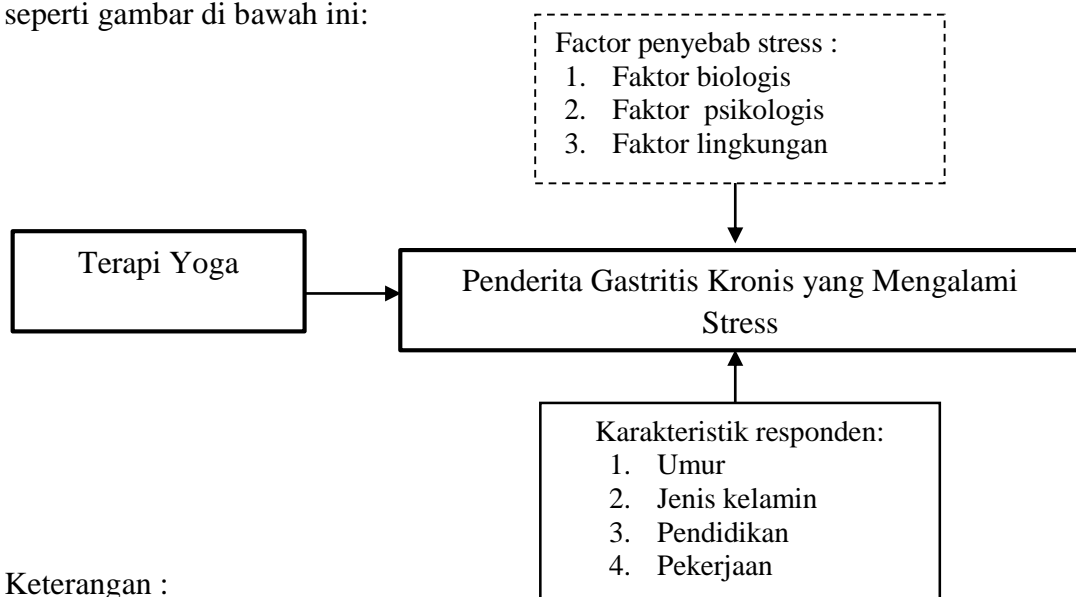 seperti gambar di bawah ini:
Factor penyebab stress :
1. Faktor biologis
2. Faktor psikologis
3. Faktor lingkungan
Terapi Yoga
Penderita Gastritis Kronis yang Mengalami
Stress
Karakteristik responden:
1. Umur
2. Jenis kelamin
3. Pendidikan
4. Pekerjaan
Keterangan :